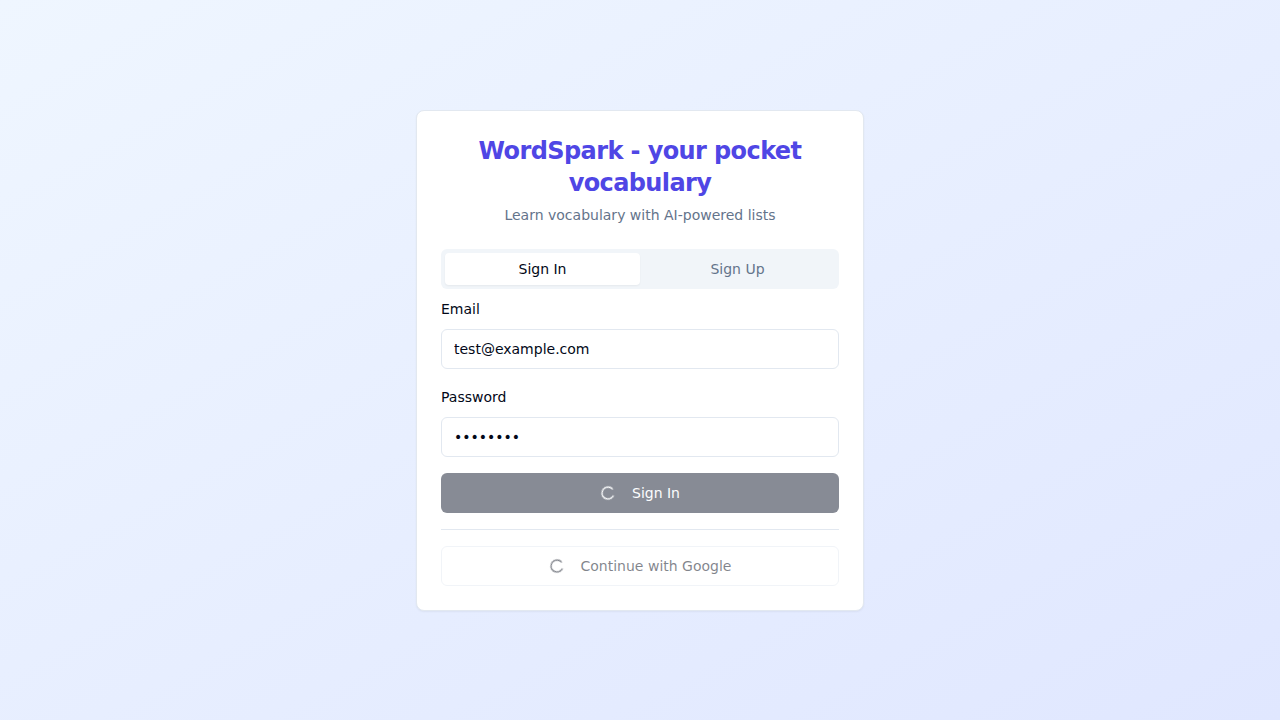 WordSpark - your pocket
vocabulary
Learn vocabulary with AI-powered lists
Sign In
Sign Up
Email
test@example.com
Password
••••••••
Sign In
Continue with Google